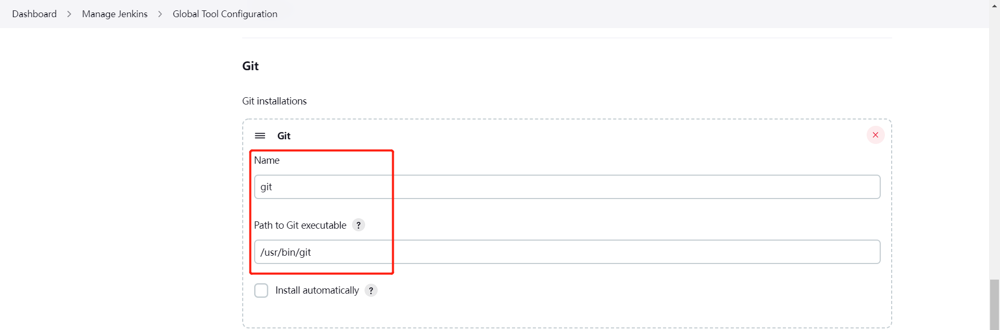 Dashboard > Manage Jenkins > Global Tool Configuration
Git
Git installations
Git
Name
git
Path to Git executable ?
/usr/bin/git
Install automatically ?